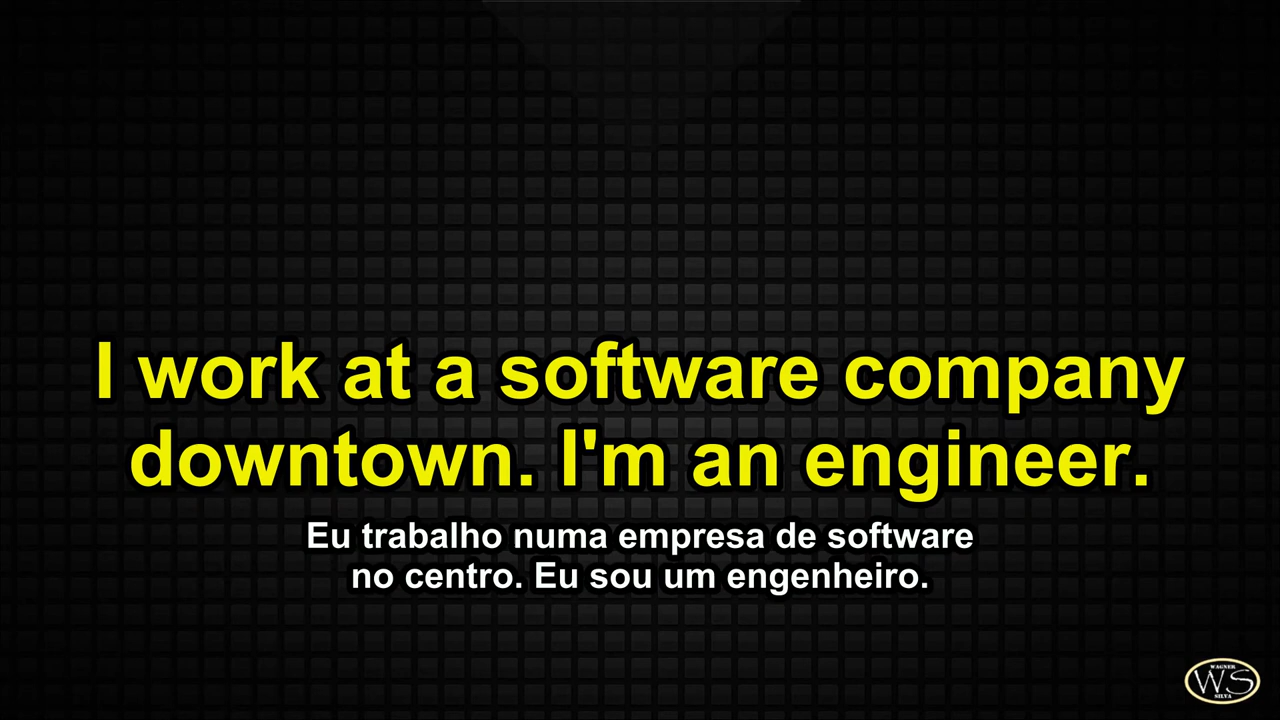 I work at a software company
downtown. I'm an engineer.
Eu trabalho numa empresa de software
no centro. Eu sou um engenheiro.
WAGNER
WS
SILVA